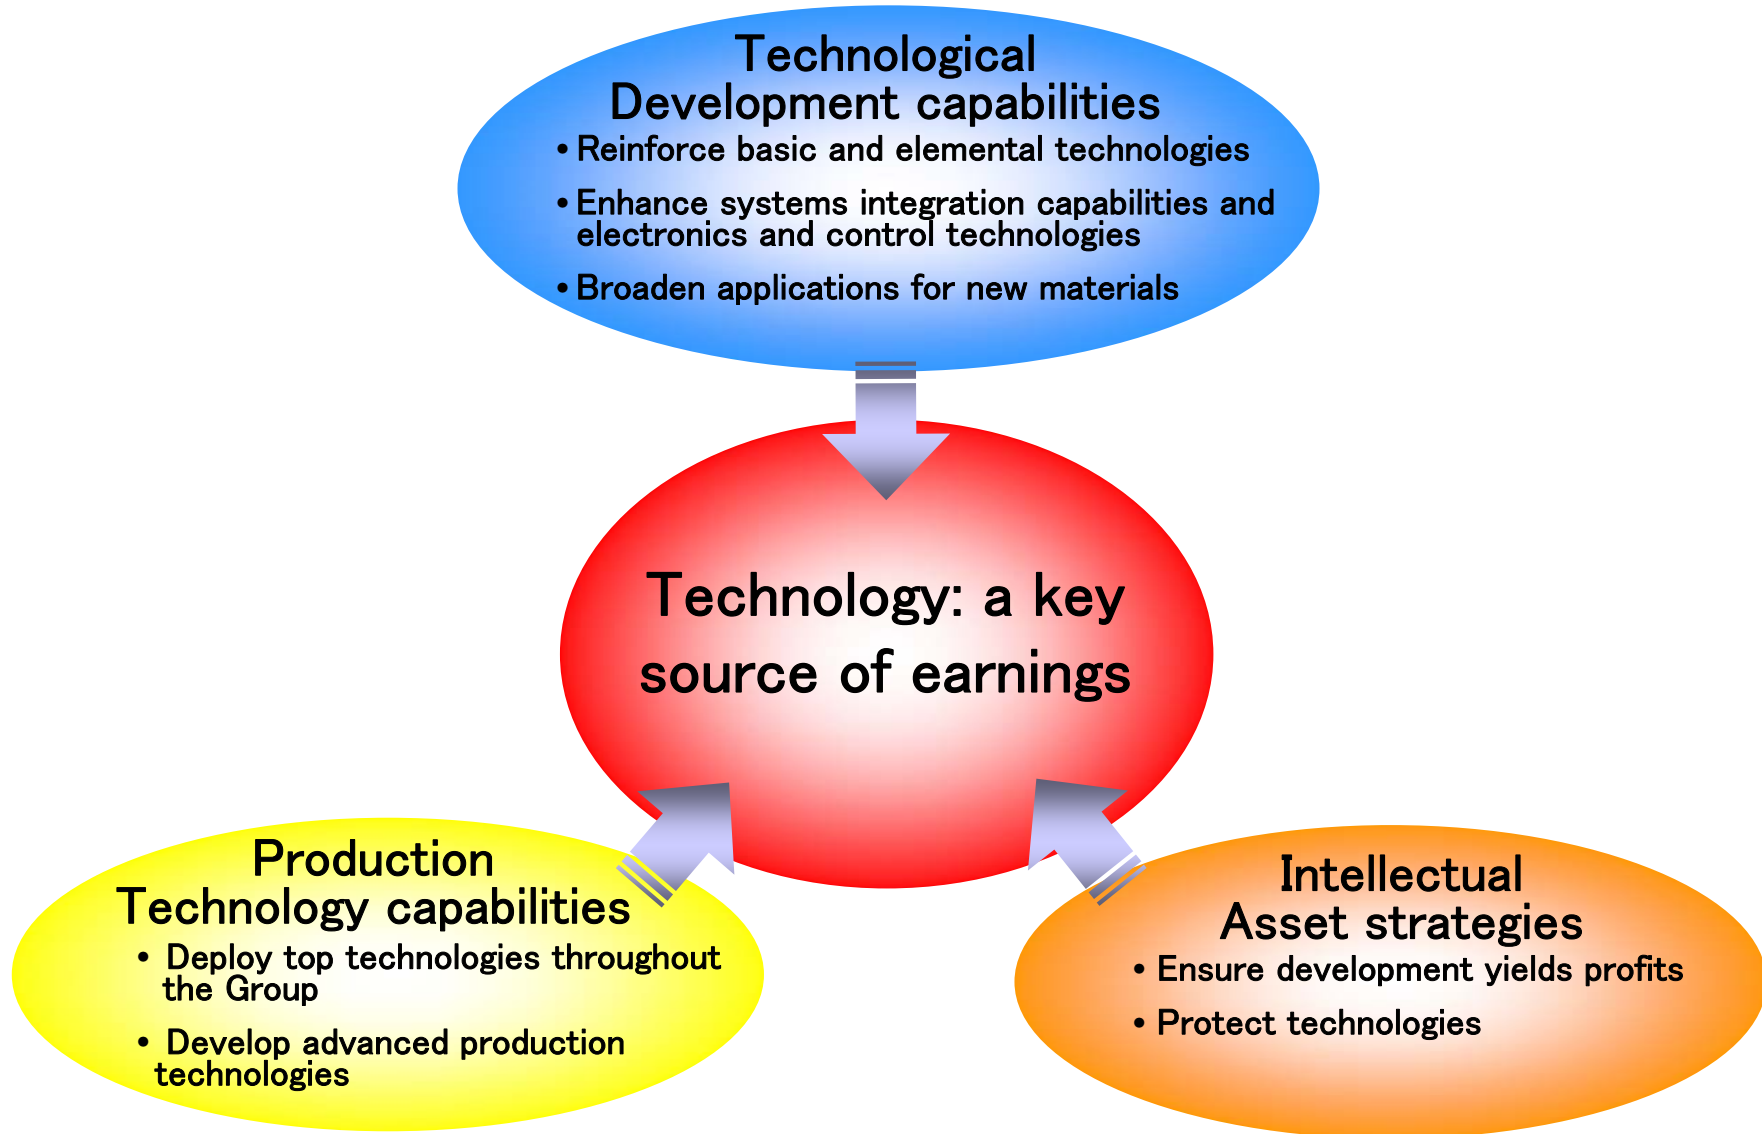 Technological
Development capabilities
• Reinforce basic and elemental technologies
• Enhance systems integration capabilities and
electronics and control technologies
• Broaden applications for new materials
Technology: a key
source of earnings
Production
Technology capabilities
• Deploy top technologies throughout
the Group
• Develop advanced production
technologies
Intellectual
Asset strategies
• Ensure development yields profits
• Protect technologies